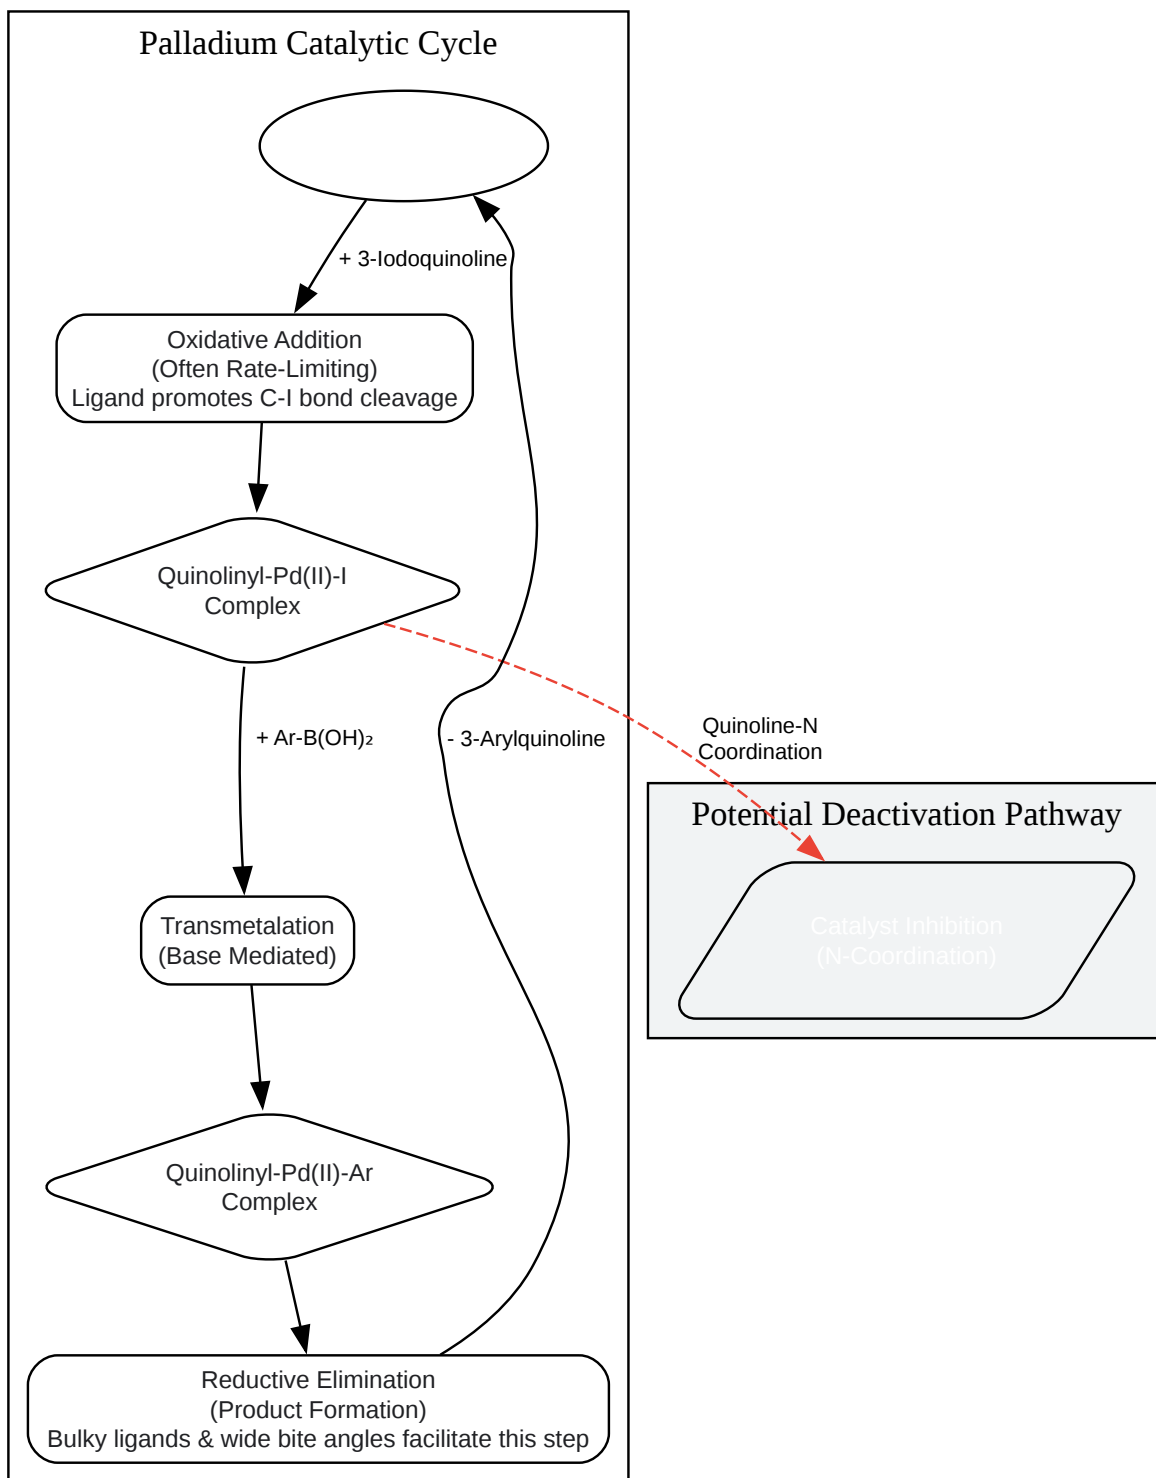 Palladium Catalytic Cycle
+ 3-Iodoquinoline
Oxidative Addition
(Often Rate-Limiting)
Ligand promotes C-I bond cleavage
Quinolinyl-Pd(II)-I
Complex
+ Ar-B(OH)₂
- 3-Arylquinoline
Quinoline-N
Coordination
Potential Deactivation Pathway
Catalyst Inhibition
(N-Coordination)
Transmetalation
(Base Mediated)
Quinolinyl-Pd(II)-Ar
Complex
Reductive Elimination
(Product Formation)
Bulky ligands & wide bite angles facilitate this step